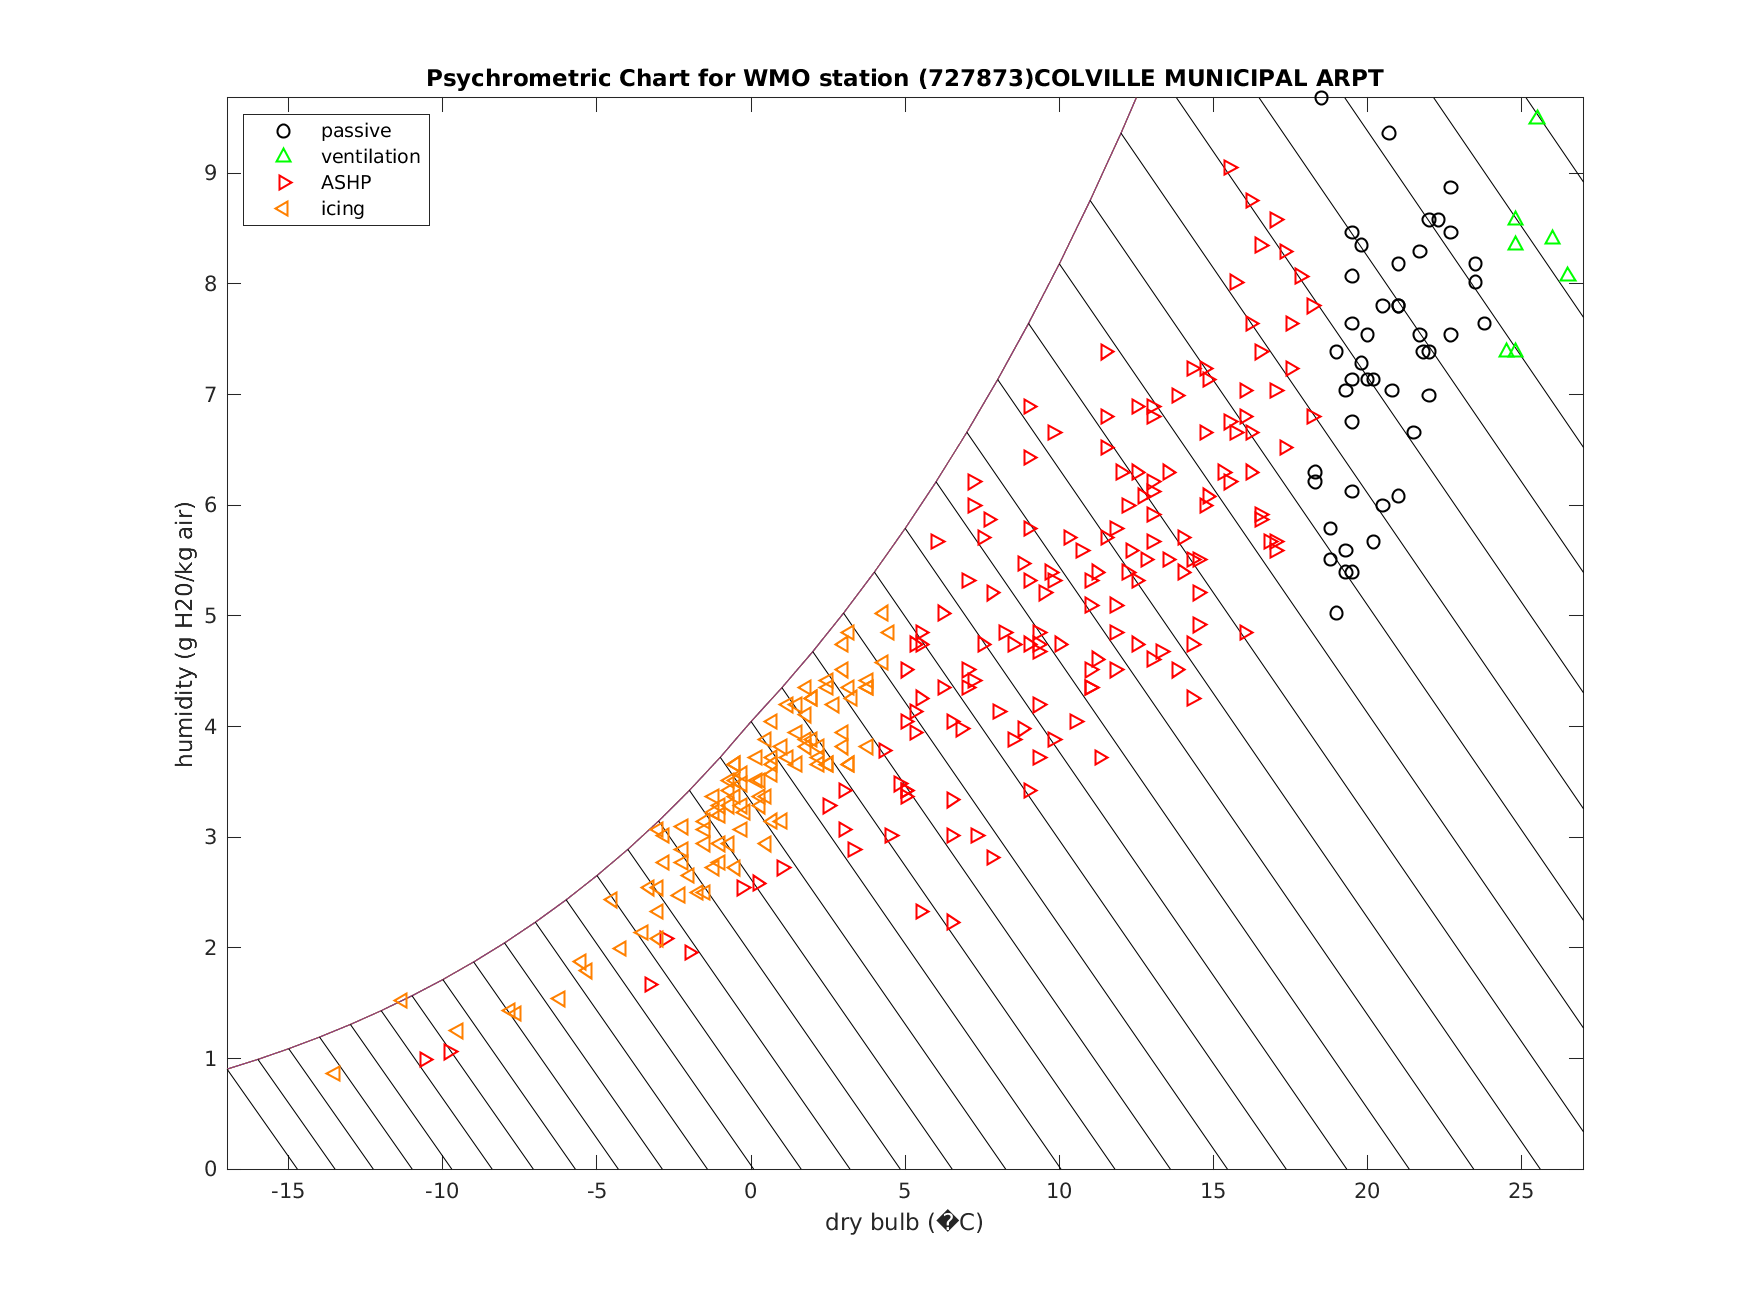 Psychrometric Chart for WMO station (727873)COLVILLE MUNICIPAL ARPT
passive
ventilation
ASHP
icing
humidity (g H20/kg air)
9
8
7
6
5
4
3
2
1
0
-15 -10 -5 0 5 10 15 20 25
dry bulb (�C)